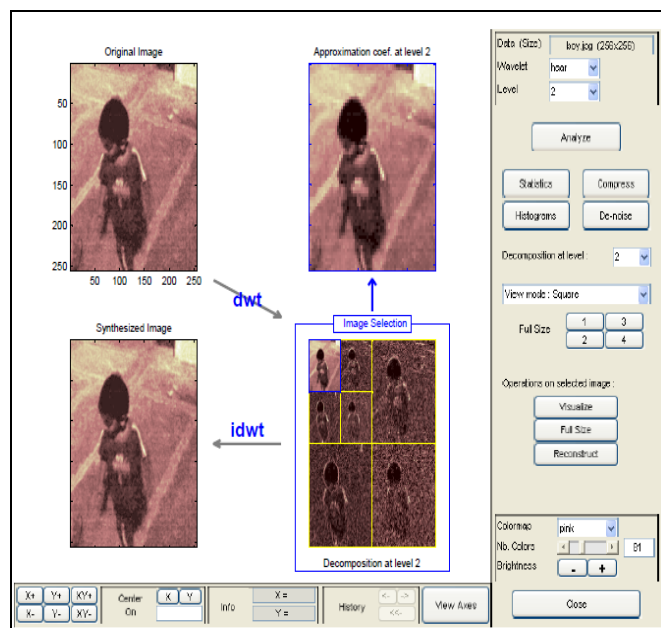 Original Image
Approximation coef. at level 2
50
100
150
200
250
50 100 150 200 250
dwt
Synthesized Image
Image Selection
idwt
Decomposition at level 2
Data (Size) boy.jpg (256x256)
Wavelet haar
Level 2
Analyze
Statistics Compress
Histograms De-noise
Decomposition at level : 2
View mode : Square
Full Size 1 3
2 4
Operations on selected image :
Visualize
Full Size
Reconstruct
Colormap pink
Nb. Colors 81
Brightness - +
X+ Y+ XY+
X- Y- XY-
Center On X Y
Info X =
Y =
History <- ->
<<-
View Axes
Close